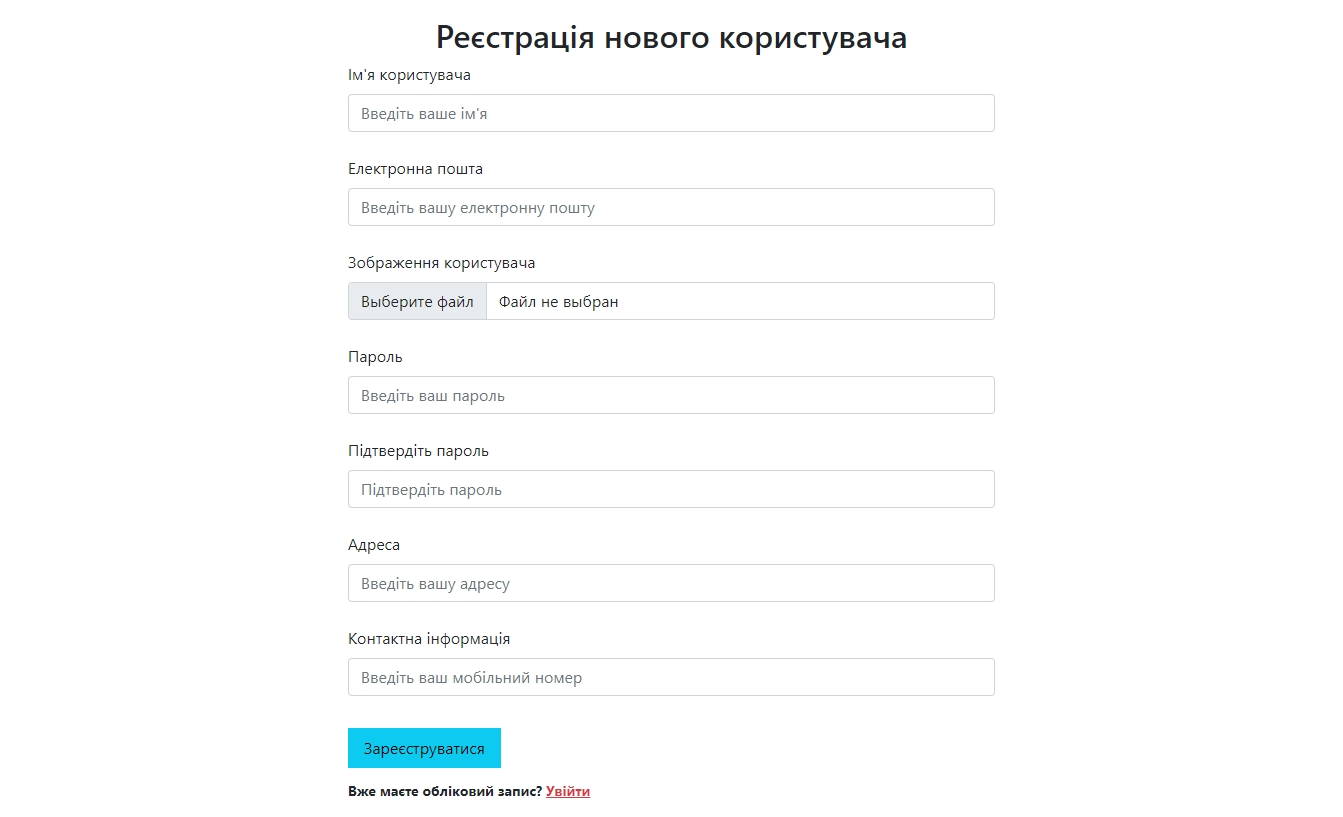 Реєстрація нового користувача
Ім'я користувача
Введіть ваше ім'я
Електронна пошта
Введіть вашу електронну пошту
Зображення користувача
Выберите файл Файл не выбран
Пароль
Введіть ваш пароль
Підтвердіть пароль
Підтвердіть пароль
Адреса
Введіть вашу адресу
Контактна інформація
Введіть ваш мобільний номер
Зареєструватися
Вже маєте обліковий запис? Увійти